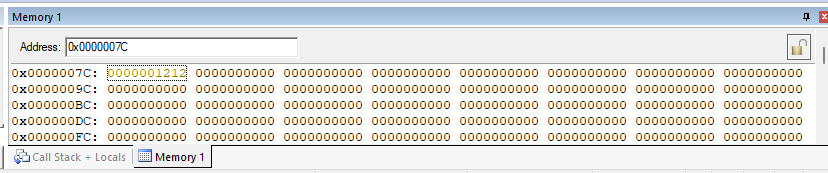 Memory 1
Address: 0x0000007C
0x0000007C: 0000001212 0000000000 0000000000 0000000000 0000000000 0000000000 0000000000 0000000000
0x0000009C: 0000000000 0000000000 0000000000 0000000000 0000000000 0000000000 0000000000 0000000000
0x000000BC: 0000000000 0000000000 0000000000 0000000000 0000000000 0000000000 0000000000 0000000000
0x000000DC: 0000000000 0000000000 0000000000 0000000000 0000000000 0000000000 0000000000 0000000000
0x000000FC: 0000000000 0000000000 0000000000 0000000000 0000000000 0000000000 0000000000 0000000000
Call Stack + Locals Memory 1